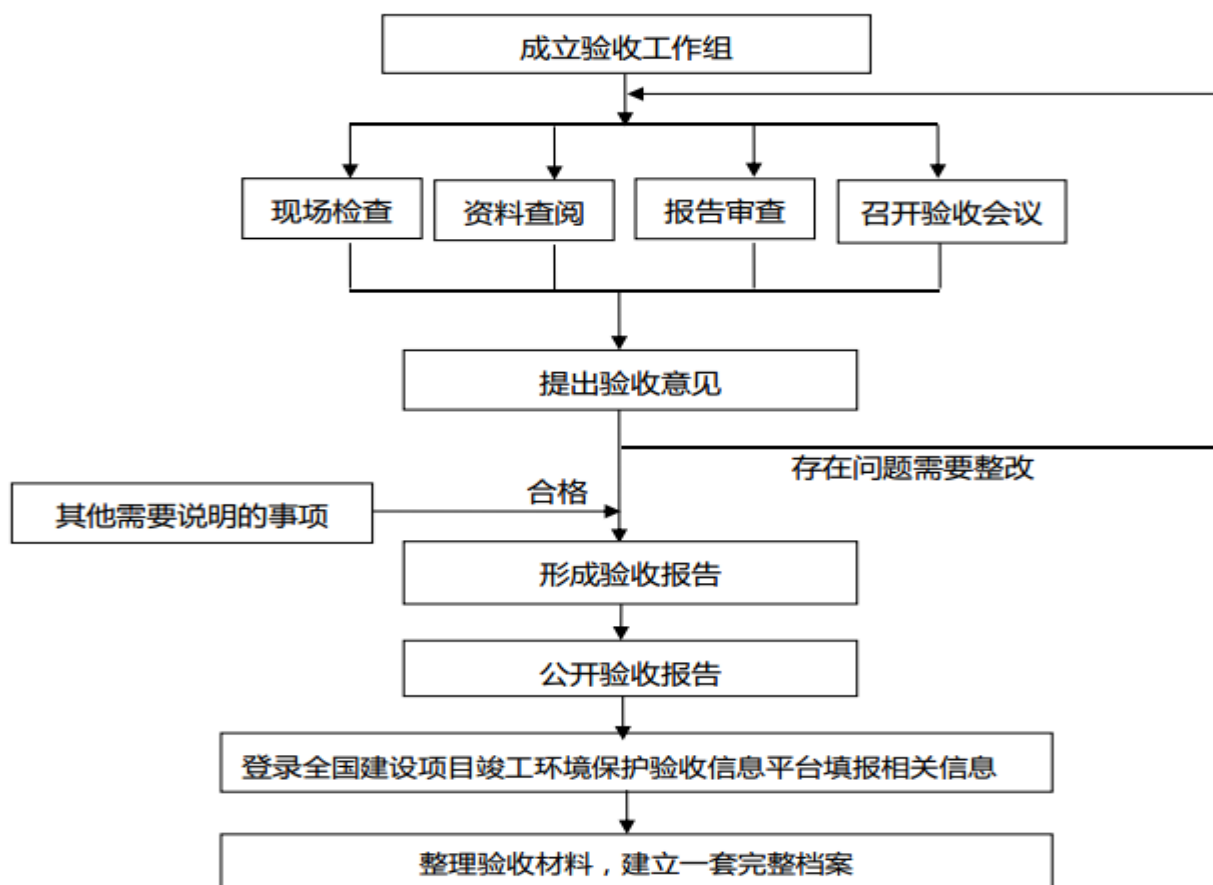 成立验收工作组
现场检查
资料查阅
报告审查
召开验收会议
提出验收意见
存在问题需要整改
合格
其他需要说明的事项
形成验收报告
公开验收报告
登录全国建设项目竣工环境保护验收信息平台填报相关信息
整理验收材料，建立一套完整档案